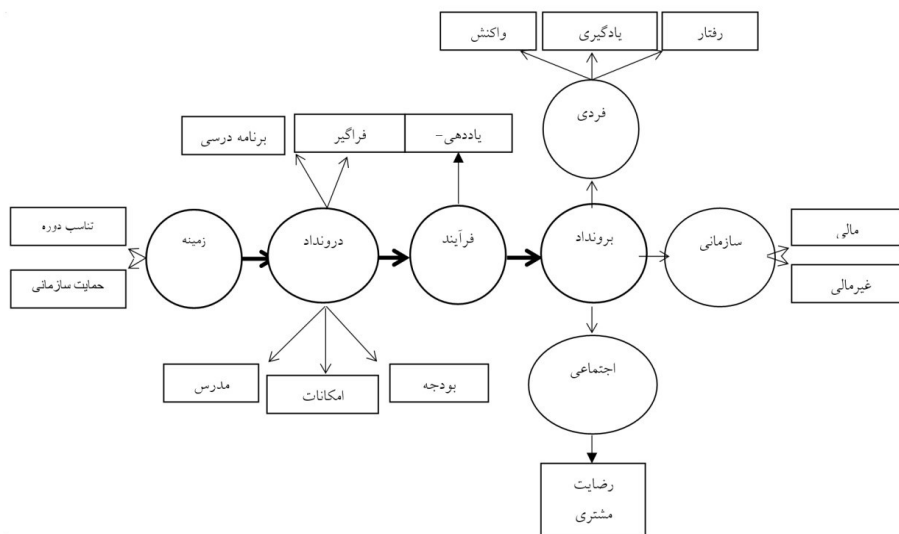 واکنش
یادگیری
رفتار
فردی
برنامه درسی
فراگیر
یاددهی-
تناسب دوره
حمایت سازمانی
زمینه
درونداد
فرآیند
برونداد
سازمانی
مالی
غیرمالی
مدرس
امکانات
بودجه
اجتماعی
رضایت
مشتری